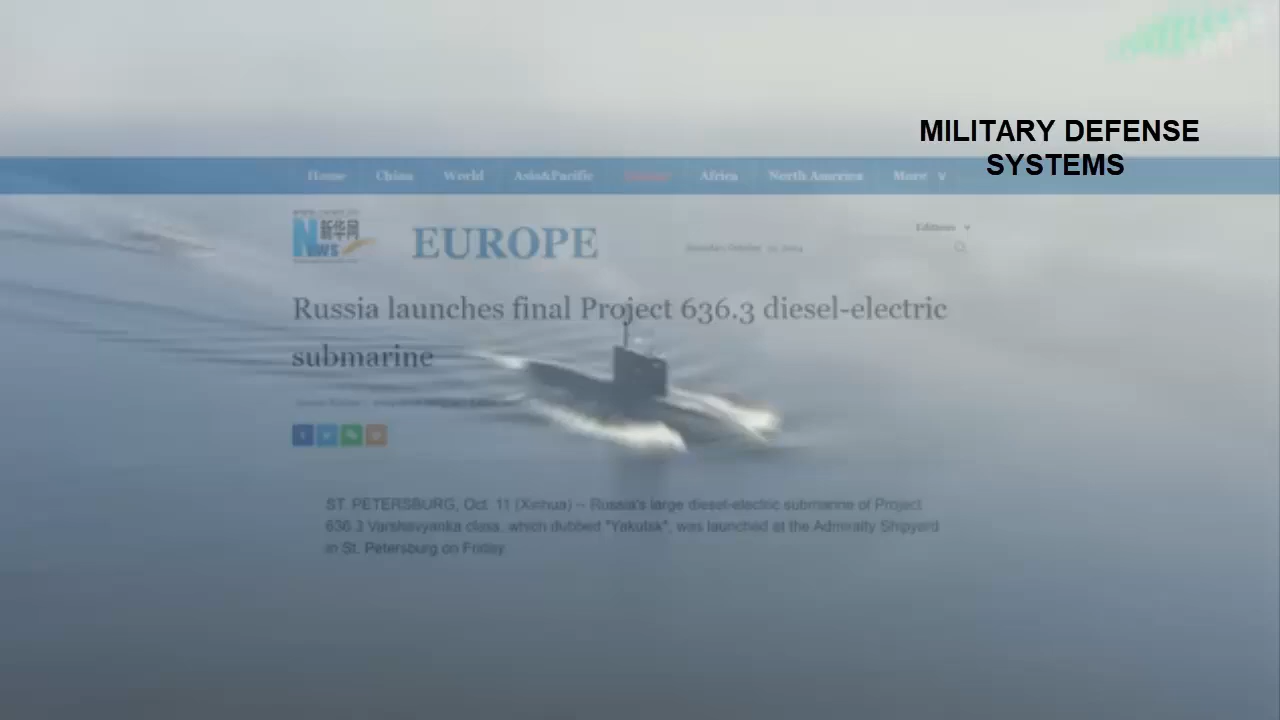 MILITARY DEFENSE
SYSTEMS
Home China World Asia&Pacific Africa North America More
新华网
NEWS
EUROPE
Editions
Russia launches final Project 636.3 diesel-electric
submarine
ST. PETERSBURG, Oct. 11 (Xinhua) -- Russia's large diesel-electric submarine of Project
636.3 Varshavyanka class, which dubbed "Yakutsk", was launched at the Admiralty Shipyard
in St. Petersburg on Friday.